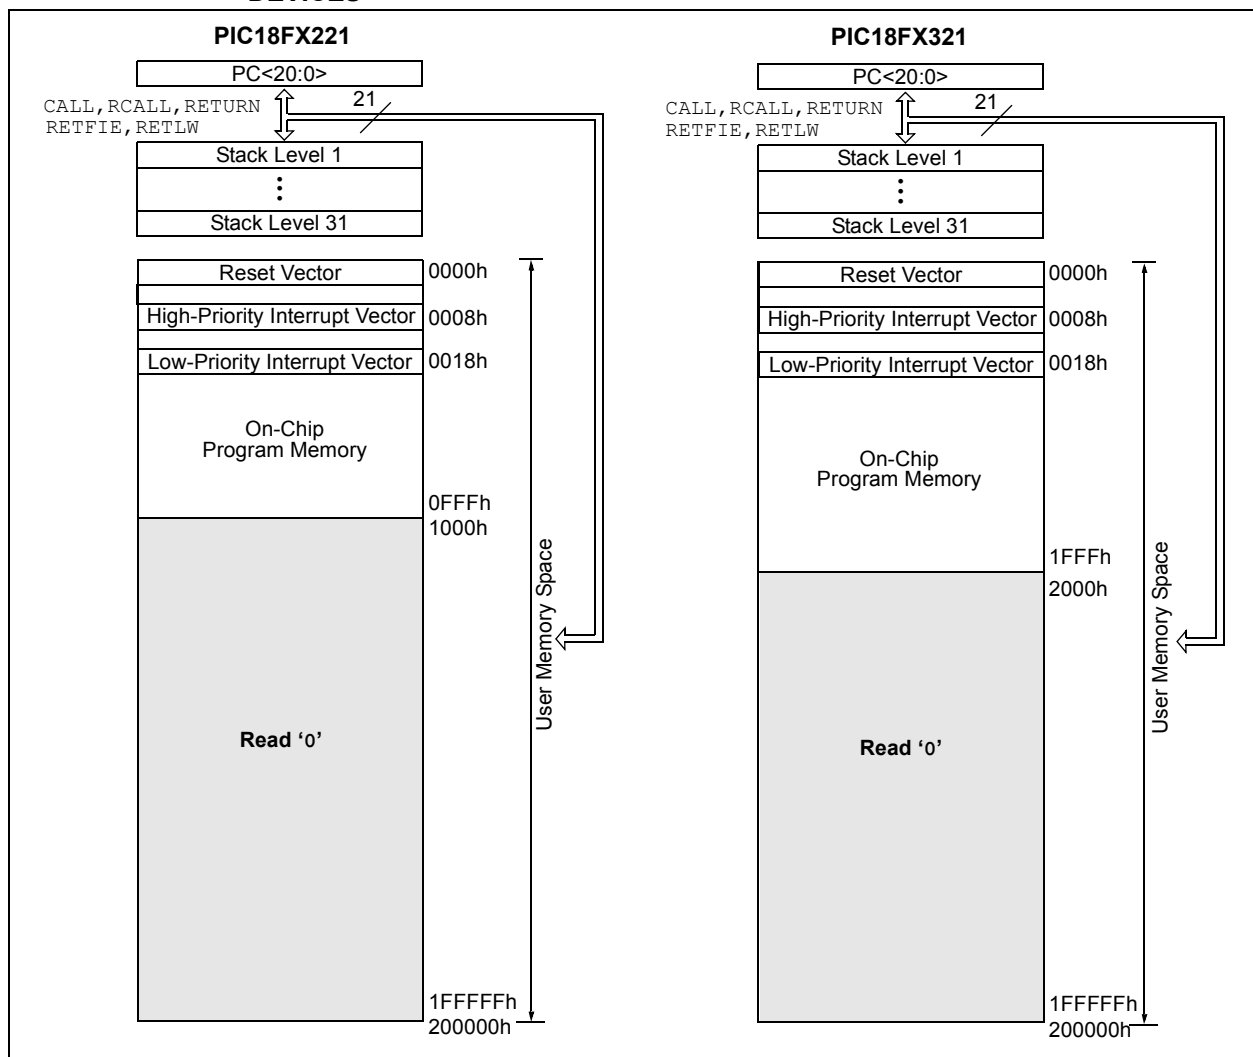 PIC18FX221
PC<20:0>
CALL,RCALL,RETURN
RETFIE,RETLW
21
Stack Level 1
Stack Level 31
Reset Vector
0000h
High-Priority Interrupt Vector
0008h
Low-Priority Interrupt Vector
0018h
On-Chip
Program Memory
0FFFh
1000h
User Memory Space
Read ‘0’
1FFFFFh
200000h
PIC18FX321
PC<20:0>
CALL,RCALL,RETURN
RETFIE,RETLW
21
Stack Level 1
Stack Level 31
Reset Vector
0000h
High-Priority Interrupt Vector
0008h
Low-Priority Interrupt Vector
0018h
On-Chip
Program Memory
1FFFh
2000h
User Memory Space
Read ‘0’
1FFFFFh
200000h